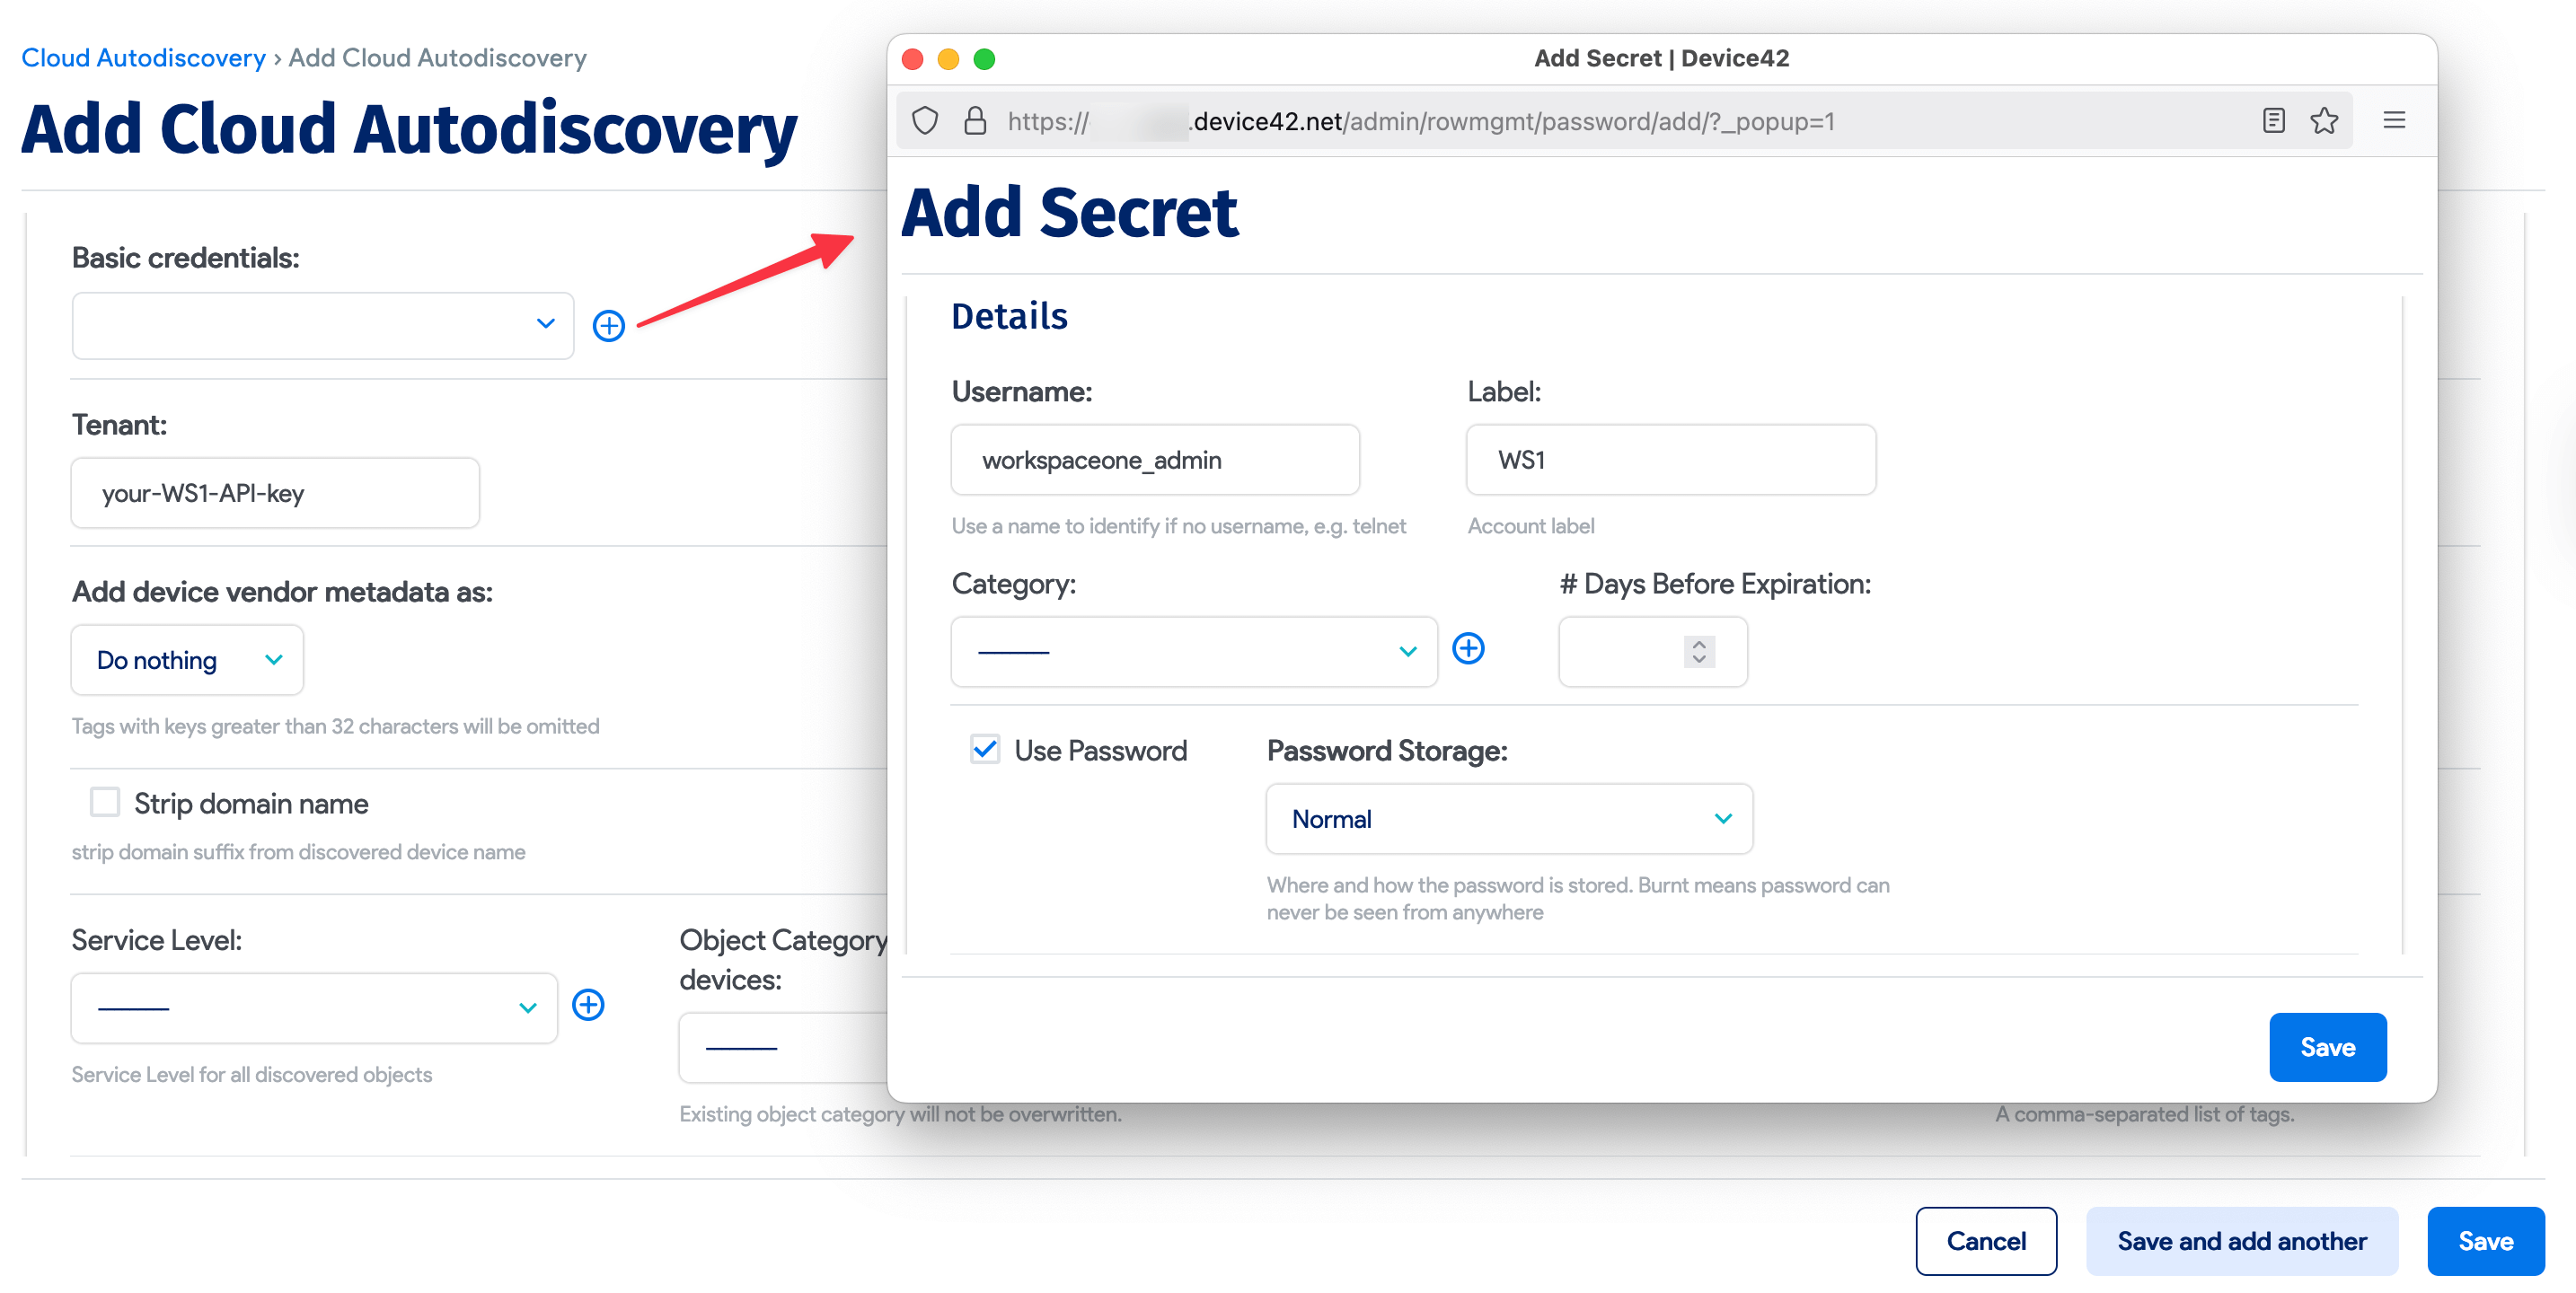 Cloud Autodiscovery › Add Cloud Autodiscovery
Add Cloud Autodiscovery
Basic credentials:
Tenant:
your-WS1-API-key
Add device vendor metadata as:
Do nothing
Tags with keys greater than 32 characters will be omitted
Strip domain name
strip domain suffix from discovered device name
Service Level:
Service Level for all discovered objects
Object Category
devices:
Existing object category will not be overwritten.
A comma-separated list of tags.
Cancel
Save and add another
Save
Add Secret | Device42
https:// .device42.net/admin/rowmgmt/password/add/?_popup=1
Add Secret
Details
Username:
workspaceone_admin
Use a name to identify if no username, e.g. telnet
Label:
WS1
Account label
Category:
# Days Before Expiration:
Use Password
Password Storage:
Normal
Where and how the password is stored. Burnt means password can
never be seen from anywhere
Save